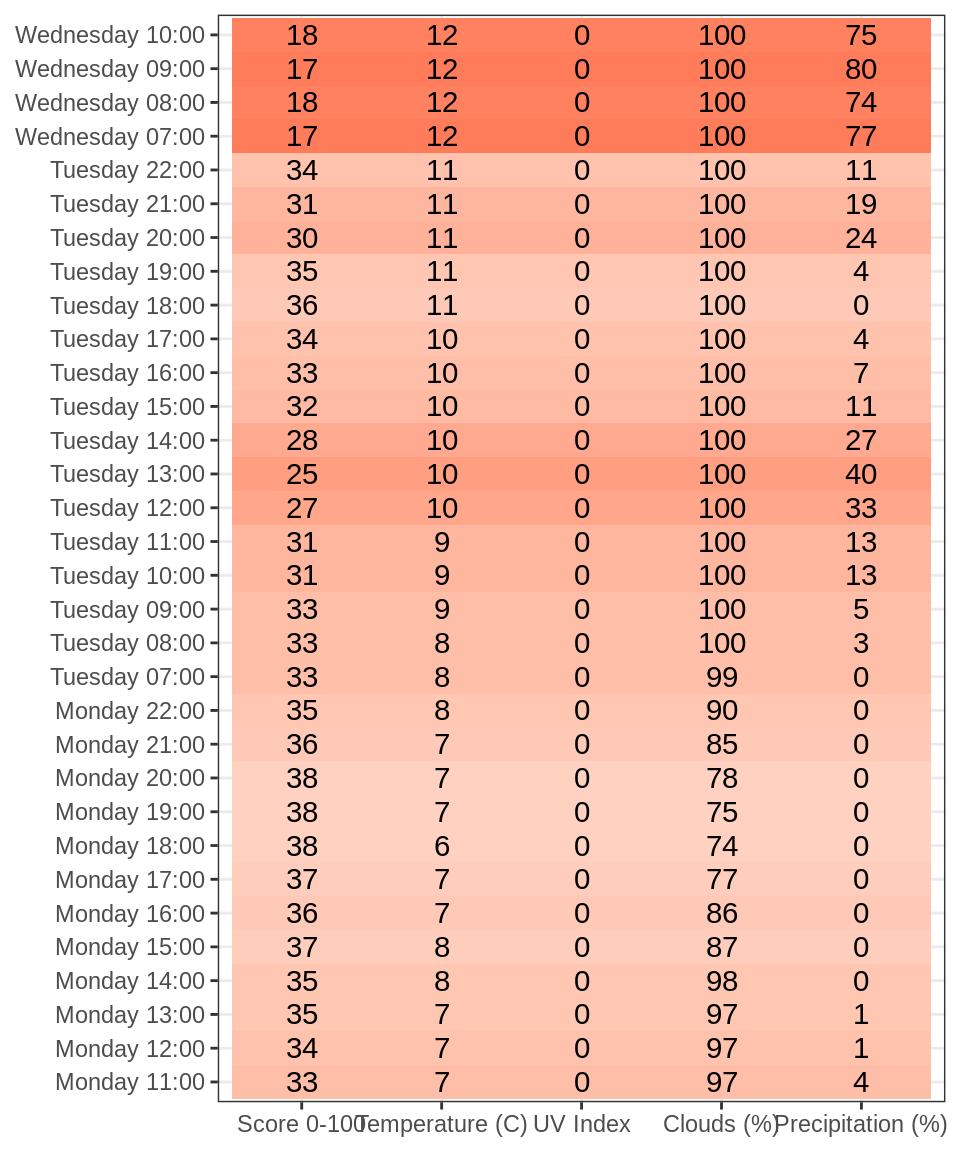 Wednesday 10:00 18 12 0 100 75
Wednesday 09:00 17 12 0 100 80
Wednesday 08:00 18 12 0 100 74
Wednesday 07:00 17 12 0 100 77
Tuesday 22:00 34 11 0 100 11
Tuesday 21:00 31 11 0 100 19
Tuesday 20:00 30 11 0 100 24
Tuesday 19:00 35 11 0 100 4
Tuesday 18:00 36 11 0 100 0
Tuesday 17:00 34 10 0 100 4
Tuesday 16:00 33 10 0 100 7
Tuesday 15:00 32 10 0 100 11
Tuesday 14:00 28 10 0 100 27
Tuesday 13:00 25 10 0 100 40
Tuesday 12:00 27 10 0 100 33
Tuesday 11:00 31 9 0 100 13
Tuesday 10:00 31 9 0 100 13
Tuesday 09:00 33 9 0 100 5
Tuesday 08:00 33 8 0 100 3
Tuesday 07:00 33 8 0 99 0
Monday 22:00 35 8 0 90 0
Monday 21:00 36 7 0 85 0
Monday 20:00 38 7 0 78 0
Monday 19:00 38 7 0 75 0
Monday 18:00 38 6 0 74 0
Monday 17:00 37 7 0 77 0
Monday 16:00 36 7 0 86 0
Monday 15:00 37 8 0 87 0
Monday 14:00 35 8 0 98 0
Monday 13:00 35 7 0 97 1
Monday 12:00 34 7 0 97 1
Monday 11:00 33 7 0 97 4
Score 0-100 Temperature (C) UV Index Clouds (%) Precipitation (%)